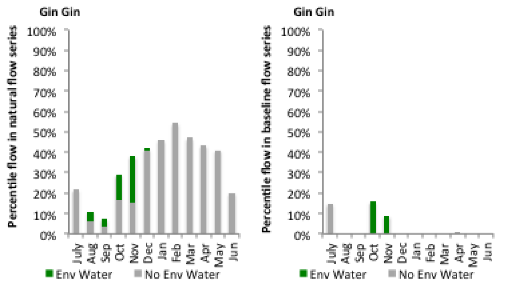 Gin Gin
Percentile flow in natural flow series
100%
90%
80%
70%
60%
50%
40%
30%
20%
10%
0%
July
Aug
Sep
Oct
Nov
Dec
Jan
Feb
Mar
Apr
May
Jun
Env Water
No Env Water
Gin Gin
Percentile flow in baseline flow series
100%
90%
80%
70%
60%
50%
40%
30%
20%
10%
0%
July
Aug
Sep
Oct
Nov
Dec
Jan
Feb
Mar
Apr
May
Jun
Env Water
No Env Water